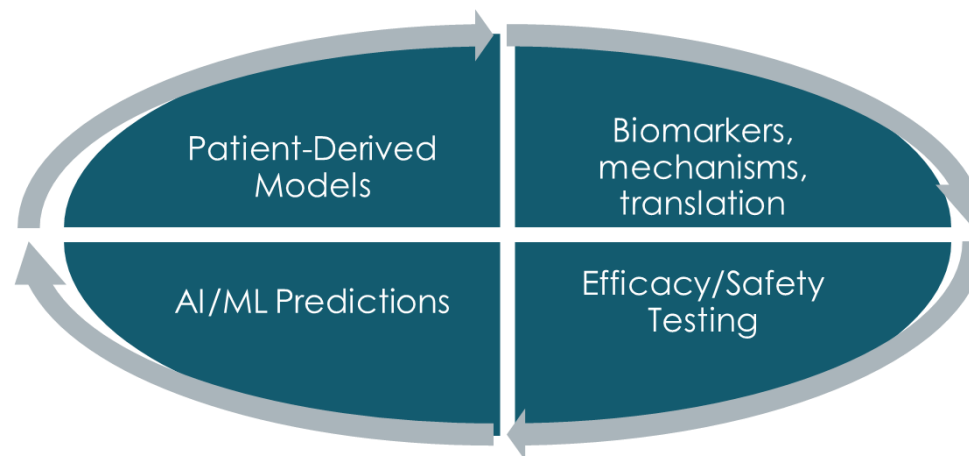 Patient-Derived
Models
Biomarkers,
mechanisms,
translation
AI/ML Predictions
Efficacy/Safety
Testing